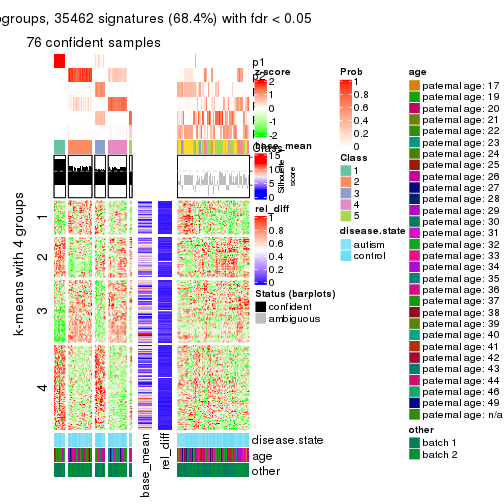 ogroups, 35462 signatures (68.4%) with fdr < 0.05
76 confident samples
p1
z-score
2
1
0
-1
-2
base_mean
15
10
5
0
Silhouette
score
rel_diff
1
0.8
0.6
0.4
0.2
0
Status (barplots)
confident
ambiguous
Prob
1
0.8
0.6
0.4
0.2
0
Class
1
2
3
4
5
disease.state
autism
control
age
paternal age: 17
paternal age: 19
paternal age: 20
paternal age: 21
paternal age: 22
paternal age: 23
paternal age: 24
paternal age: 25
paternal age: 26
paternal age: 27
paternal age: 28
paternal age: 29
paternal age: 30
paternal age: 31
paternal age: 32
paternal age: 33
paternal age: 34
paternal age: 35
paternal age: 36
paternal age: 37
paternal age: 38
paternal age: 39
paternal age: 40
paternal age: 41
paternal age: 42
paternal age: 43
paternal age: 44
paternal age: 46
paternal age: 49
paternal age: n/a
other
batch 1
batch 2
k-means with 4 groups
1
2
3
4
disease.state
age
other
base_mean
rel_diff